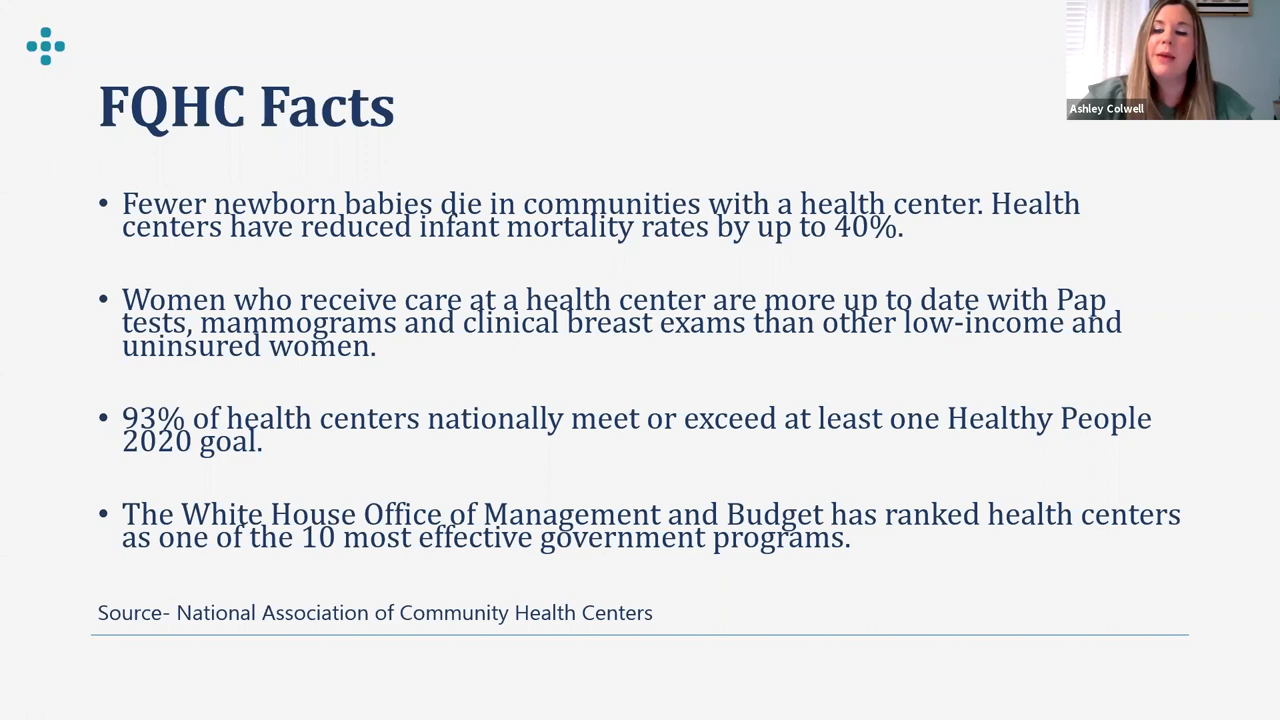 FQHC Facts
Ashley Colwell
• Fewer newborn babies die in communities with a health center. Health
centers have reduced infant mortality rates by up to 40%.
• Women who receive care at a health center are more up to date with Pap
tests, mammograms and clinical breast exams than other low-income and
uninsured women.
• 93% of health centers nationally meet or exceed at least one Healthy People
2020 goal.
• The White House Office of Management and Budget has ranked health centers
as one of the 10 most effective government programs.
Source- National Association of Community Health Centers